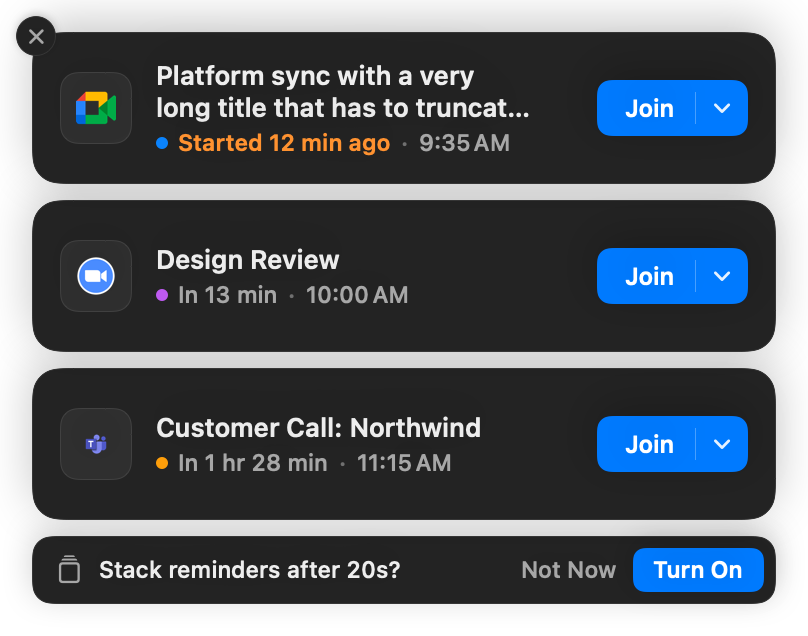 Platform sync with a very
long title that has to truncat...
Started 12 min ago · 9:35 AM
Join
Design Review
In 13 min · 10:00 AM
Join
T
Customer Call: Northwind
In 1 hr 28 min · 11:15 AM
Join
Stack reminders after 20s?
Not Now
Turn On